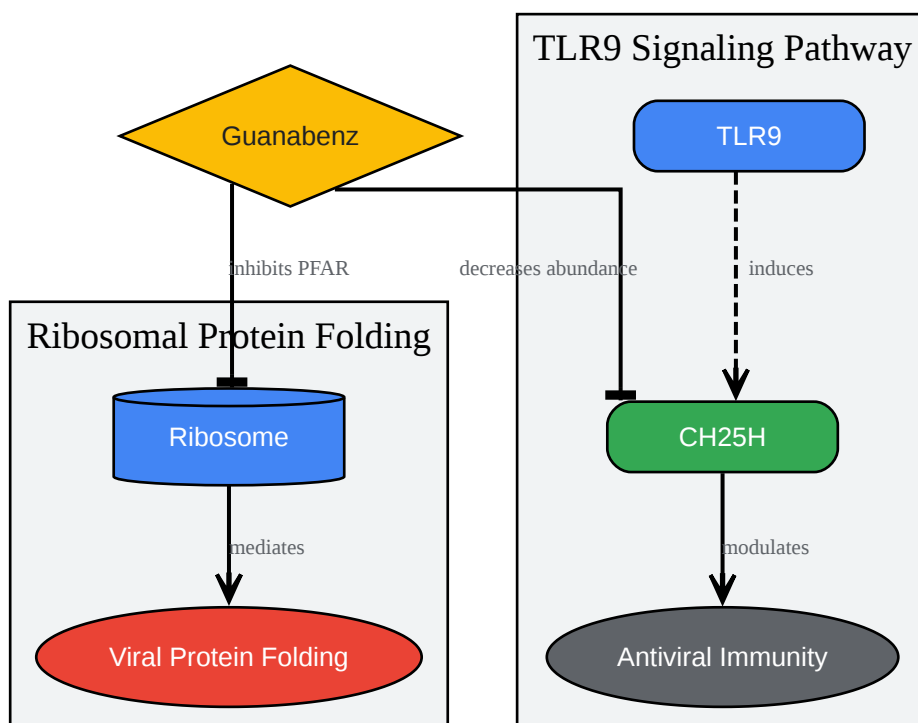 TLR9 Signaling Pathway
Guanabenz
TLR9
inhibits PFAR
decreases abundance
induces
Ribosomal Protein Folding
Ribosome
CH25H
mediates
modulates
Viral Protein Folding
Antiviral Immunity